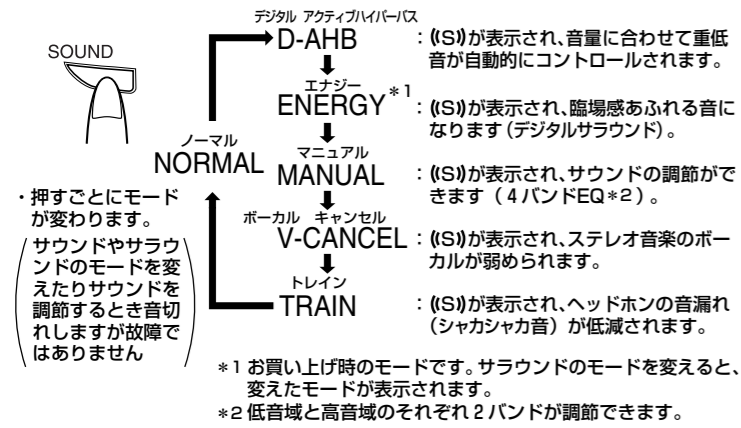 SOUND
・押すごとにモード
が変わります。
サウンドやサラウ
ンドのモードを変
えたりサウンドを
調節するとき音切
れしますが故障で
はありません
ノーマル
NORMAL
デジタル アクティブハイパーバス
D-AHB
：((S))が表示され、音量に合わせて重低
音が自動的にコントロールされます。
エナジー
ENERGY＊1
：((S))が表示され、臨場感あふれる音に
なります（デジタルサラウンド）。
マニュアル
MANUAL
：((S))が表示され、サウンドの調節がで
きます（4バンドEQ＊2）。
ボーカル キャンセル
V-CANCEL
：((S))が表示され、ステレオ音楽のボー
カルが弱められます。
トレイン
TRAIN
：((S))が表示され、ヘッドホンの音漏れ
（シャカシャカ音）が低減されます。
＊1 お買い上げ時のモードです。サラウンドのモードを変えると、
変えたモードが表示されます。
＊2 低音域と高音域のそれぞれ2バンドが調節できます。